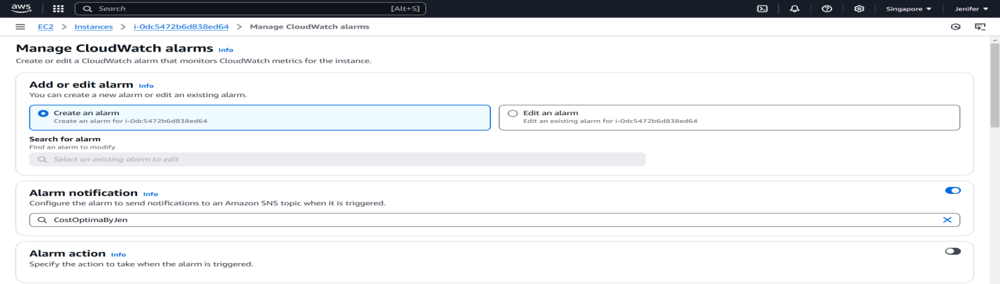 aws Search [Alt+S] Singapore Jenifer
EC2 > Instances > i-0dc5472b6d838ed64 > Manage CloudWatch alarms
Manage CloudWatch alarms Info
Create or edit a CloudWatch alarm that monitors CloudWatch metrics for the instance.
Add or edit alarm Info
You can create a new alarm or edit an existing alarm.
Create an alarm
Create an alarm for i-0dc5472b6d838ed64
Edit an alarm
Edit an existing alarm for i-0dc5472b6d838ed64
Search for alarm
Find an alarm to modify
Select an existing alarm to edit
Alarm notification Info
Configure the alarm to send notifications to an Amazon SNS topic when it is triggered.
CostOptimaByJen
Alarm action Info
Specify the action to take when the alarm is triggered.